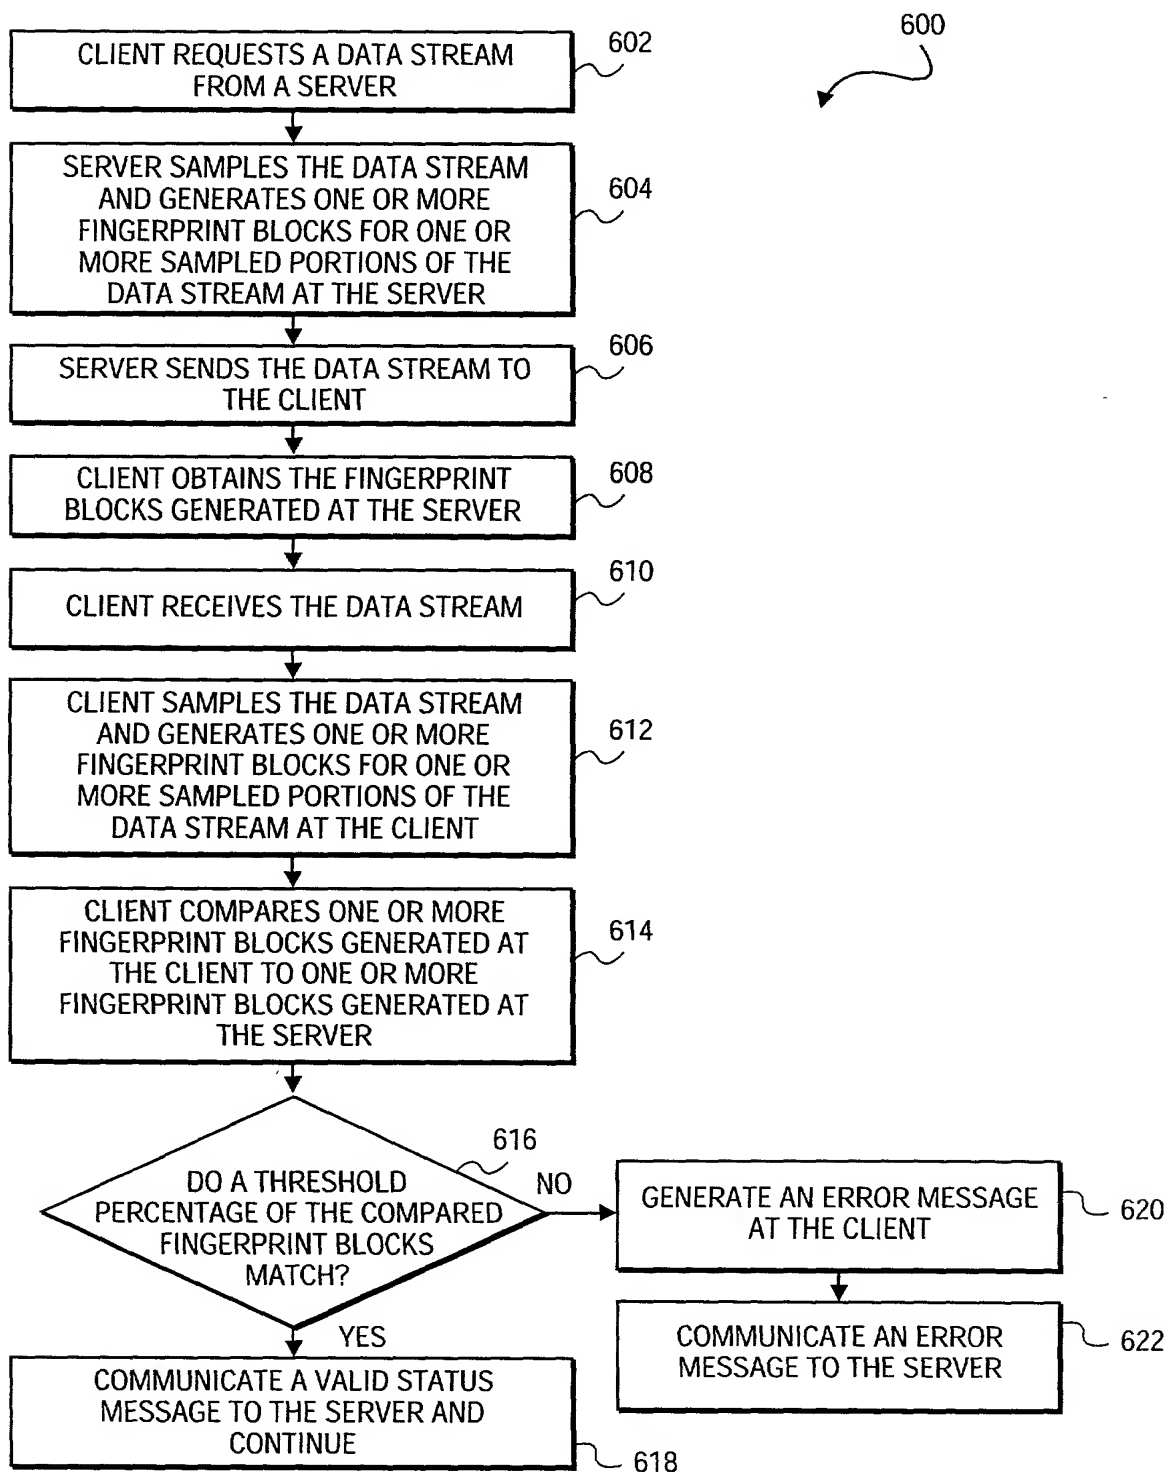 600
CLIENT REQUESTS A DATA STREAM
FROM A SERVER
602
SERVER SAMPLES THE DATA STREAM
AND GENERATES ONE OR MORE
FINGERPRINT BLOCKS FOR ONE OR
MORE SAMPLED PORTIONS OF THE
DATA STREAM AT THE SERVER
604
SERVER SENDS THE DATA STREAM TO
THE CLIENT
606
CLIENT OBTAINS THE FINGERPRINT
BLOCKS GENERATED AT THE SERVER
608
CLIENT RECEIVES THE DATA STREAM
610
CLIENT SAMPLES THE DATA STREAM
AND GENERATES ONE OR MORE
FINGERPRINT BLOCKS FOR ONE OR
MORE SAMPLED PORTIONS OF THE
DATA STREAM AT THE CLIENT
612
CLIENT COMPARES ONE OR MORE
FINGERPRINT BLOCKS GENERATED AT
THE CLIENT TO ONE OR MORE
FINGERPRINT BLOCKS GENERATED AT
THE SERVER
614
DO A THRESHOLD
PERCENTAGE OF THE COMPARED
FINGERPRINT BLOCKS
MATCH?
616
NO
GENERATE AN ERROR MESSAGE
AT THE CLIENT
620
COMMUNICATE AN ERROR
MESSAGE TO THE SERVER
622
YES
COMMUNICATE A VALID STATUS
MESSAGE TO THE SERVER AND
CONTINUE
618